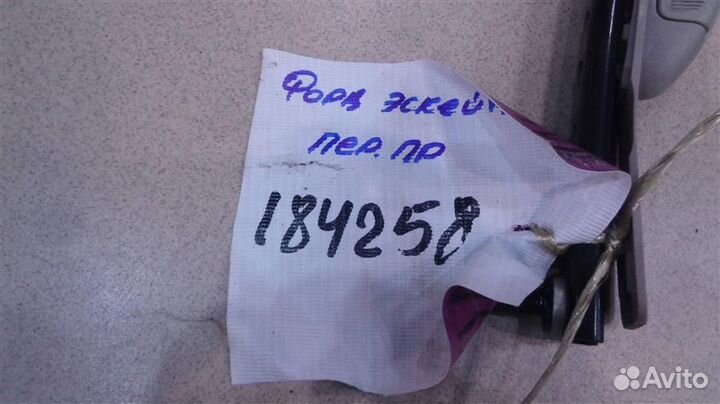 Форд эскейп
пер. пр
184258
Avito